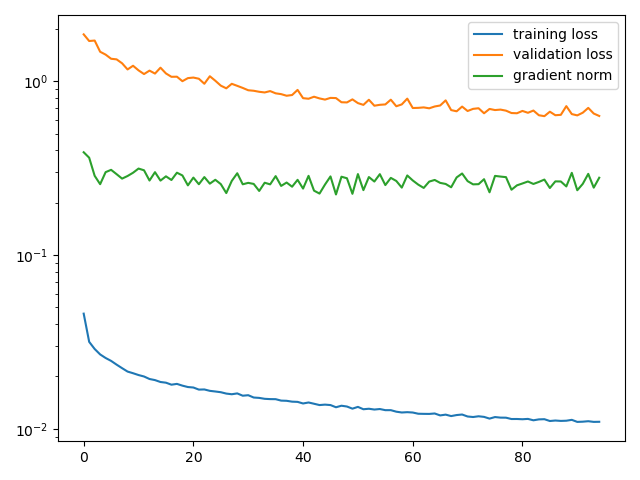 training loss
validation loss
gradient norm
10⁰
10⁻¹
10⁻²
0 20 40 60 80